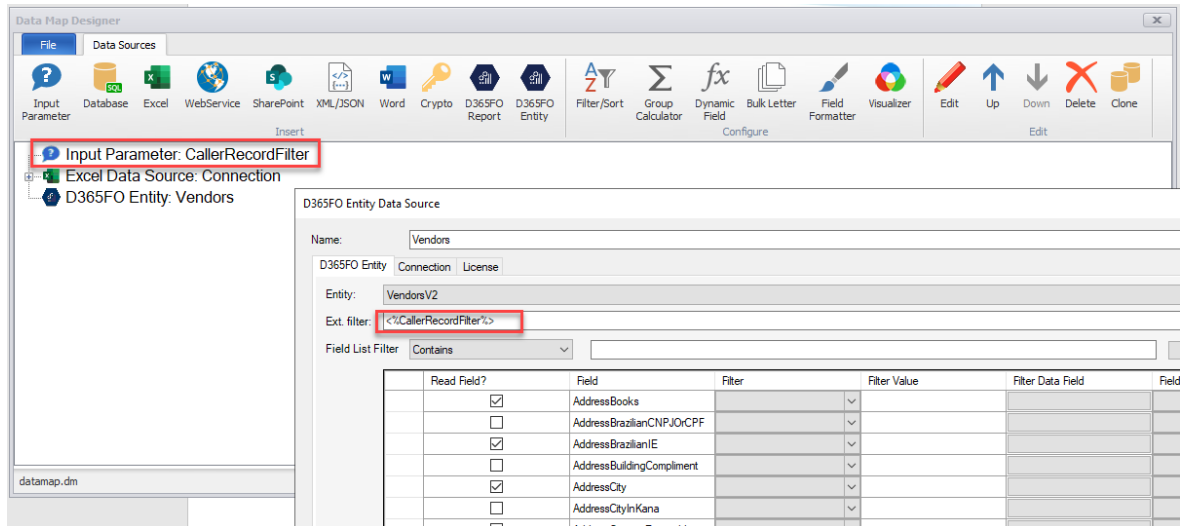 Data Map Designer
File Data Sources
Input Parameter Database Excel WebService SharePoint XML/JSON Word Crypto D365FO Report D365FO Entity Filter/Sort Group Calculator Dynamic Field Bulk Letter Field Formatter Visualizer Edit Up Down Delete Clone
Insert Configure Edit
Input Parameter: CallerRecordFilter
Excel Data Source: Connection
D365FO Entity: Vendors
D365FO Entity Data Source
Name: Vendors
D365FO Entity Connection License
Entity: VendorsV2
Ext. filter: <%CallerRecordFilter%>
Field List Filter Contains
Read Field? Field Filter Filter Value Filter Data Field Field
AddressBooks
AddressBrazilianCNPJOrCPF
AddressBrazilianIE
AddressBuildingCompliment
AddressCity
AddressCityInKana
datamap.dm